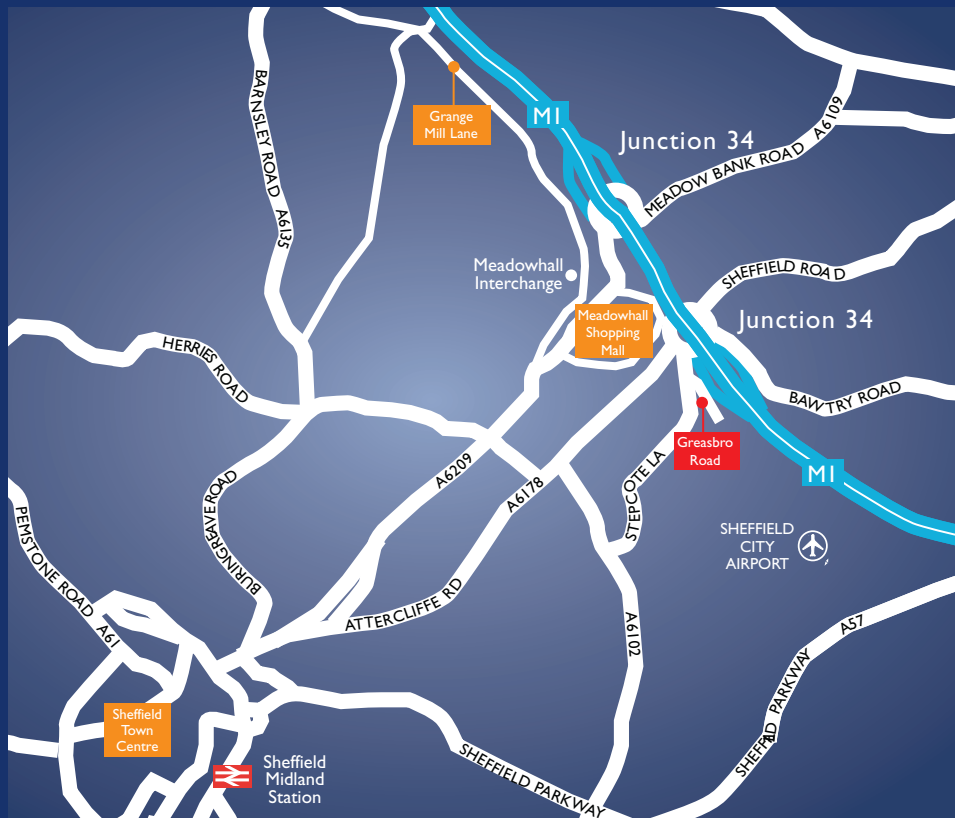 BARNSLEY ROAD A6135
Grange
Mill Lane
M1
Junction 34
MEADOW BANK ROAD A6109
Meadowhall
Interchange
SHEFFIELD ROAD
Meadowhall
Shopping
Mall
Junction 34
HERRIES ROAD
BAWTRY ROAD
Greasbro
Road
M1
A6209
A6178
STEPCOTE LA
BURINGREAVE ROAD
PEMSTONE ROAD A61
SHEFFIELD
CITY
AIRPORT
ATTERCLIFFE RD
A6102
A57
SHEFFIELD PARKWAY
Sheffield
Town
Centre
Sheffield
Midland
Station
SHEFFIELD PARKWAY